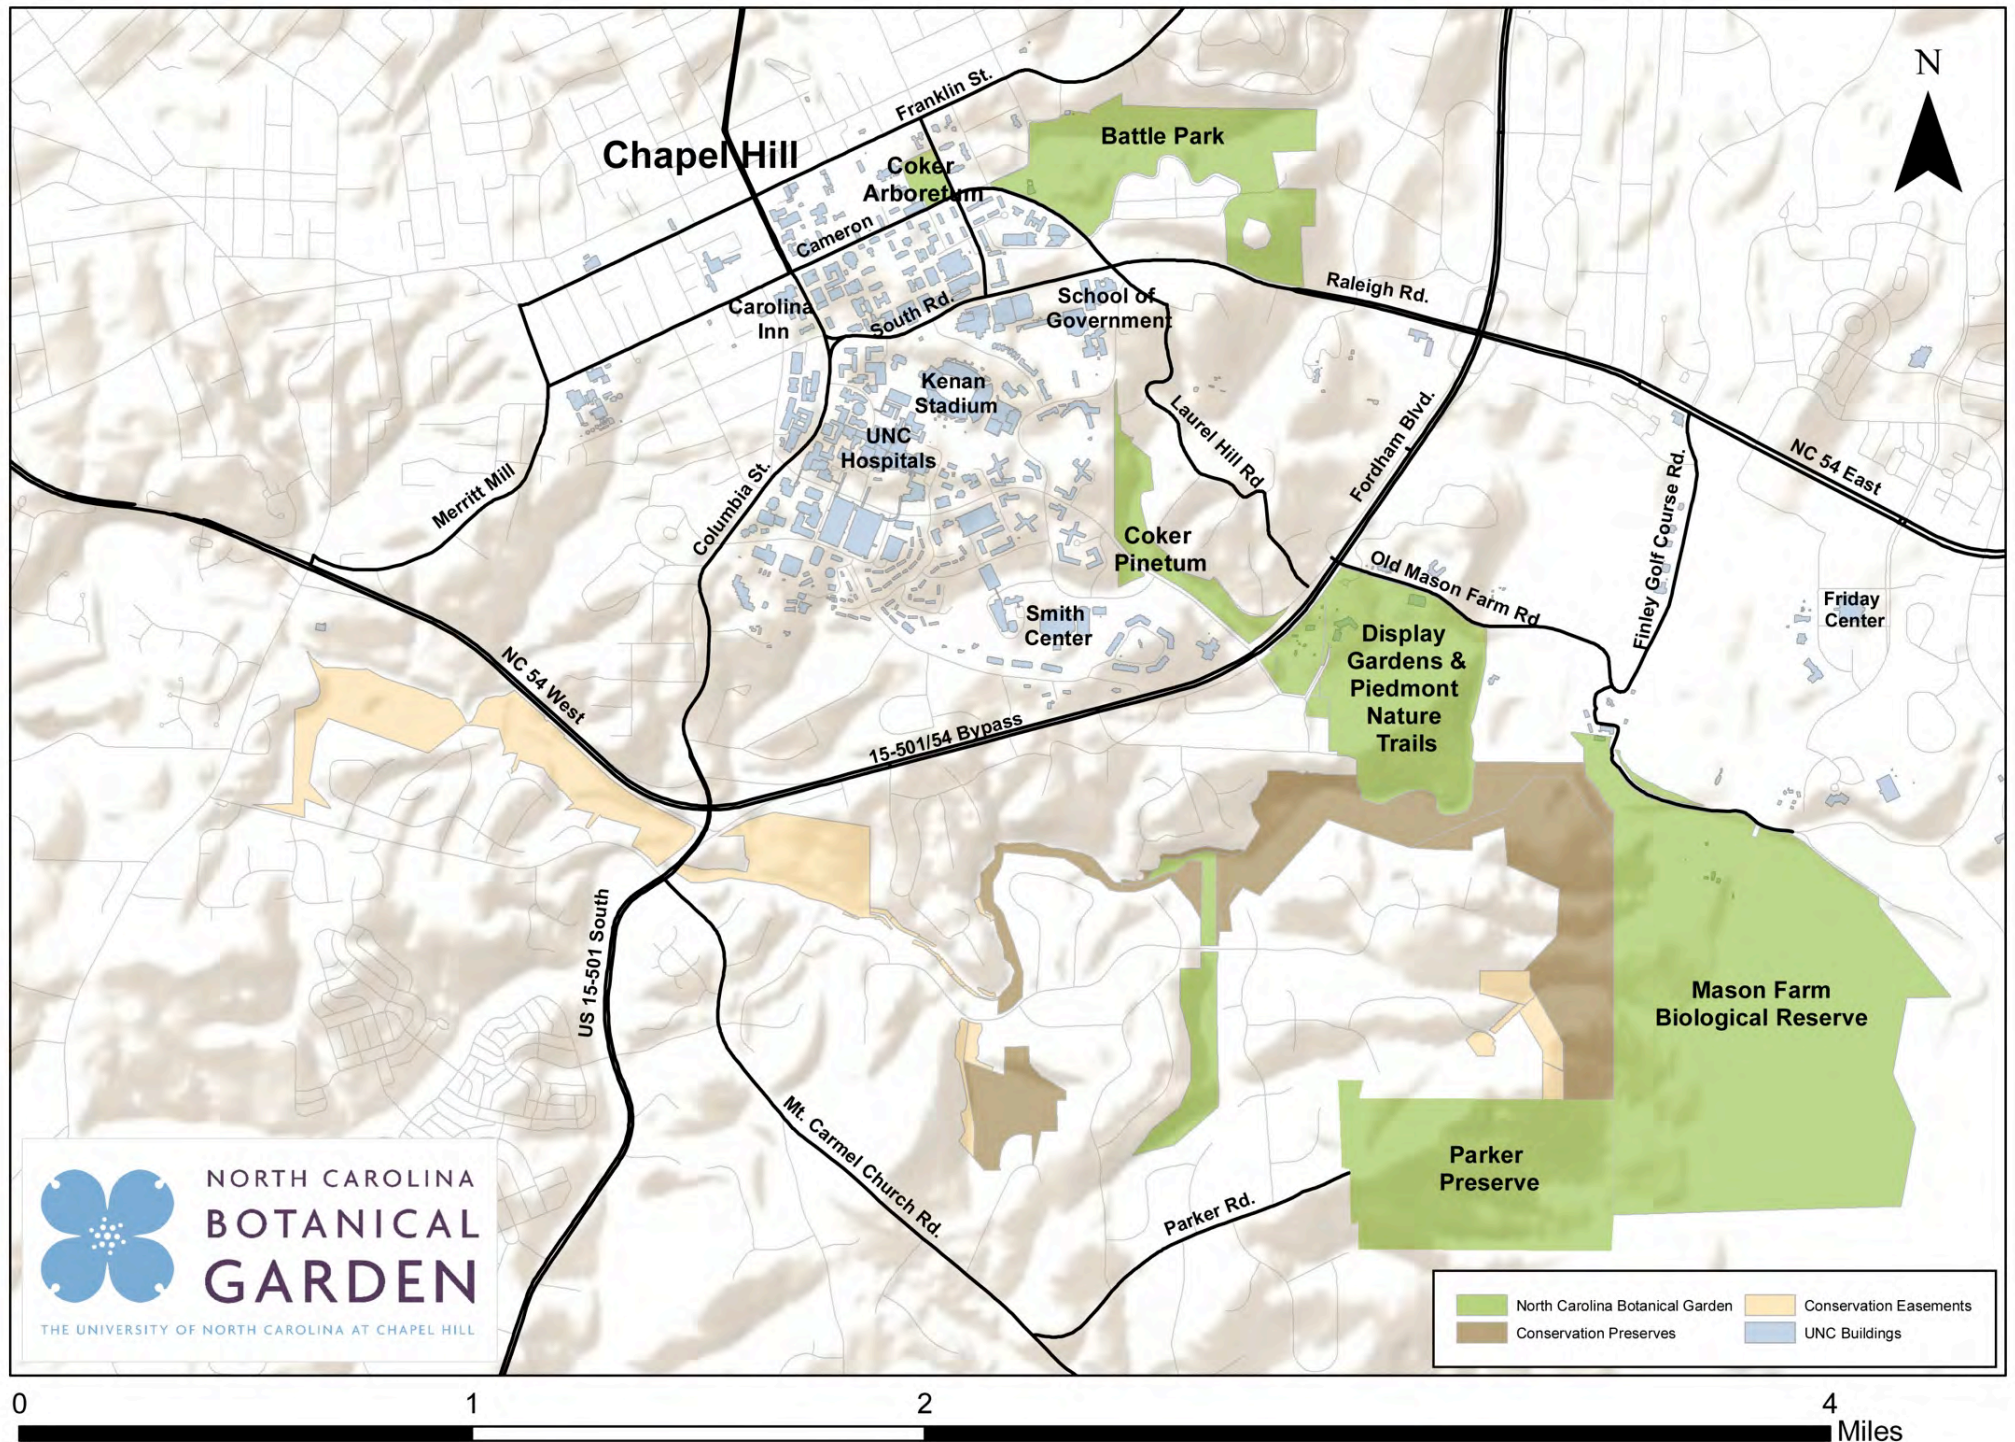 N
Franklin St.
Chapel Hill
Battle Park
Coker
Arboretum
Cameron
Carolina
Inn
South Rd.
School of
Government
Raleigh Rd.
Kenan
Stadium
UNC
Hospitals
Laurel Hill Rd
Fordham Blvd.
NC 54 East
Merritt Mill
Columbia St.
Coker
Pinetum
Old Mason Farm Rd
Finley Golf Course Rd.
Friday
Center
Smith
Center
Display
Gardens &
Piedmont
Nature
Trails
NC 54 West
15-501/54 Bypass
US 15-501 South
Mason Farm
Biological Reserve
Mt. Carmel Church Rd.
Parker
Preserve
Parker Rd.
NORTH CAROLINA
BOTANICAL
GARDEN
THE UNIVERSITY OF NORTH CAROLINA AT CHAPEL HILL
North Carolina Botanical Garden
Conservation Easements
Conservation Preserves
UNC Buildings
0 1 2 4
Miles